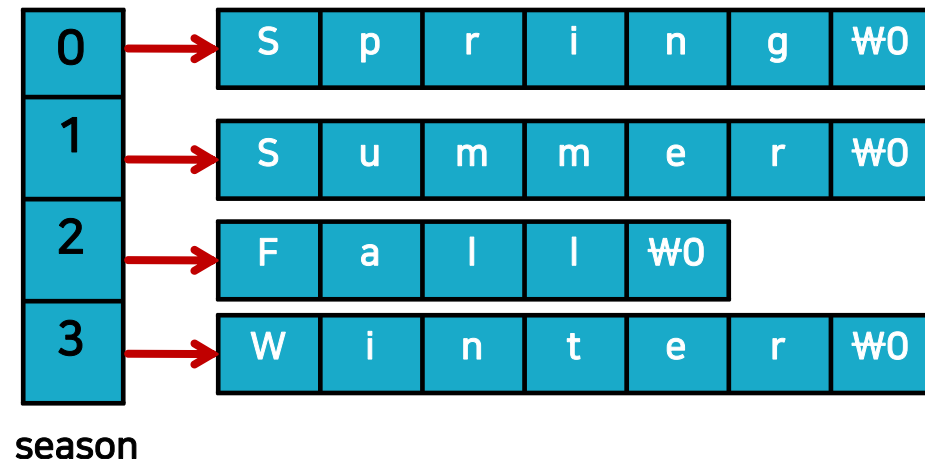 0 S p r i n g ₩0
1 S u m m e r ₩0
2 F a l l ₩0
3 W i n t e r ₩0
season